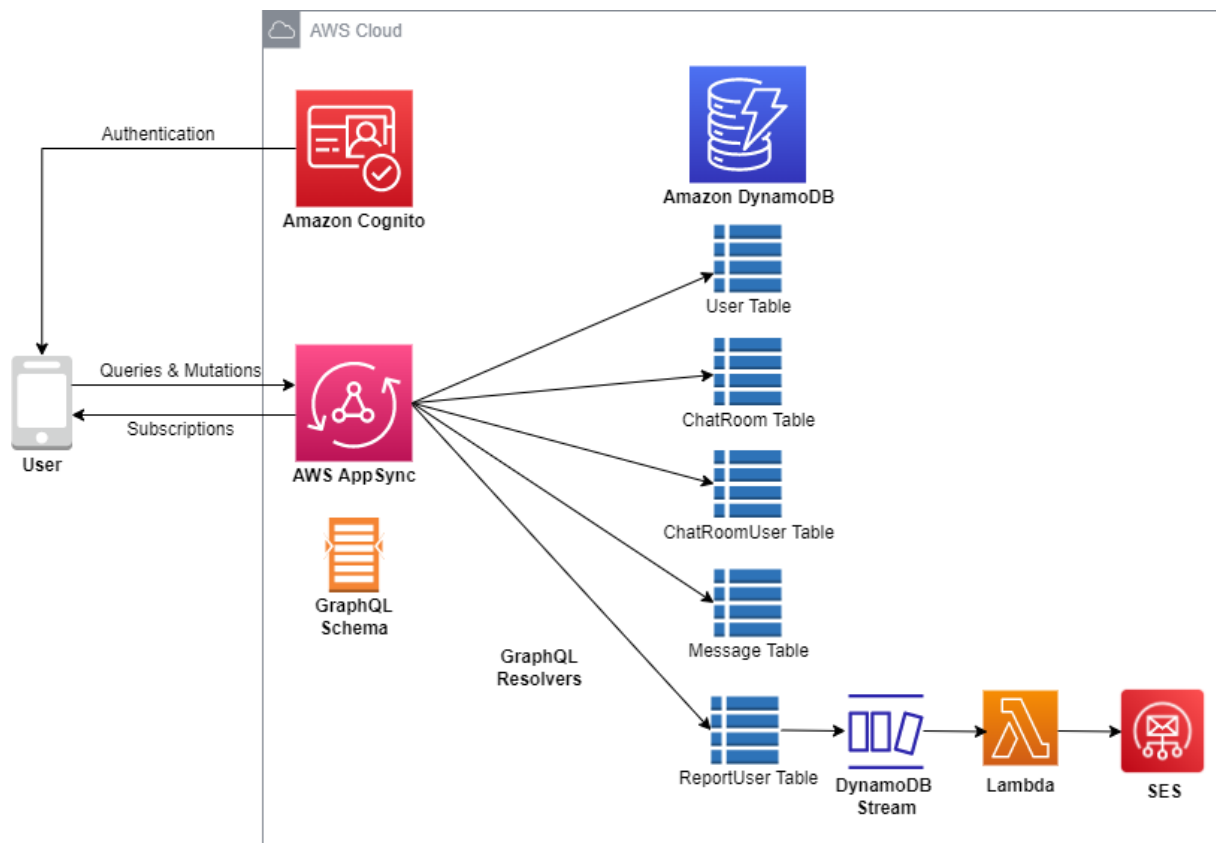 AWS Cloud
Authentication
Amazon Cognito
Amazon DynamoDB
User Table
Queries & Mutations
Subscriptions
User
AWS AppSync
ChatRoom Table
ChatRoomUser Table
GraphQL
Schema
Message Table
GraphQL
Resolvers
ReportUser Table
DynamoDB
Stream
Lambda
SES